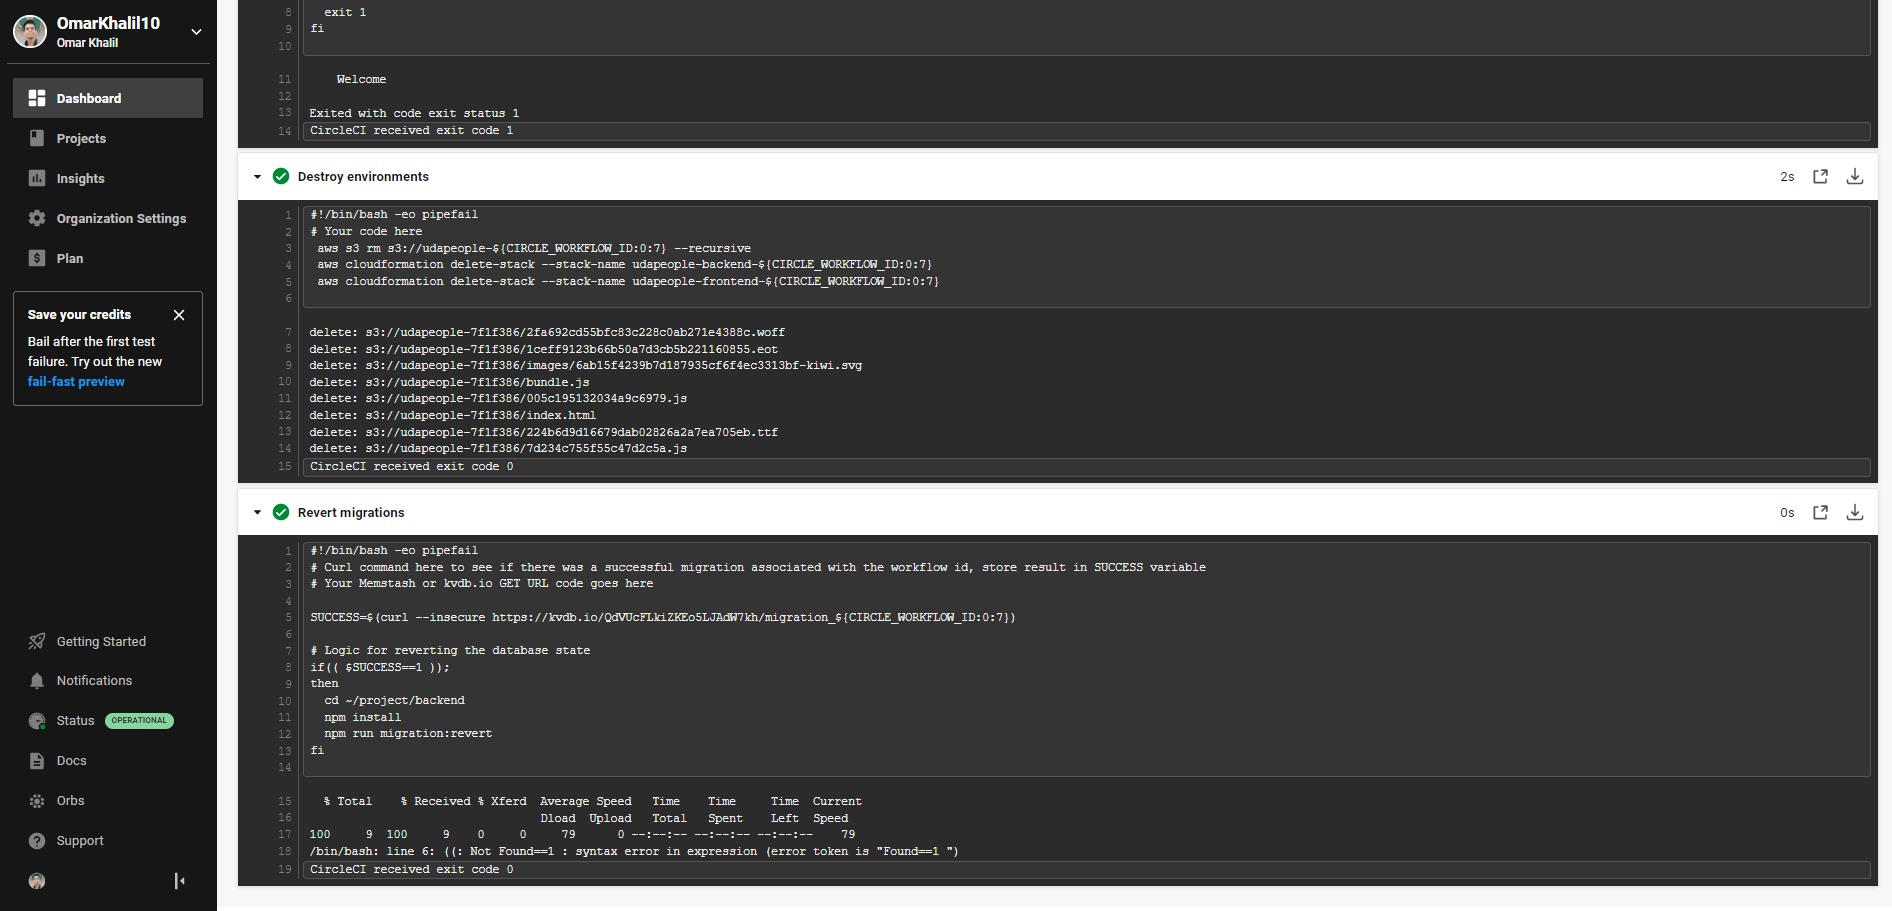 OmarKhalil10
Omar Khalil
Dashboard
Projects
Insights
Organization Settings
Plan
Save your credits
Bail after the first test
failure. Try out the new
fail-fast preview
Getting Started
Notifications
Status OPERATIONAL
Docs
Orbs
Support
8 exit 1
9 fi
10
11 Welcome
12
13 Exited with code exit status 1
14 CircleCI received exit code 1
Destroy environments 2s
1 #!/bin/bash -eo pipefail
2 # Your code here
3 aws s3 rm s3://udapeople-${CIRCLE_WORKFLOW_ID:0:7} --recursive
4 aws cloudformation delete-stack --stack-name udapeople-backend-${CIRCLE_WORKFLOW_ID:0:7}
5 aws cloudformation delete-stack --stack-name udapeople-frontend-${CIRCLE_WORKFLOW_ID:0:7}
6
7 delete: s3://udapeople-7f1f386/2fa692cd55bfc83c228c0ab271e4388c.woff
8 delete: s3://udapeople-7f1f386/1ceff9123b66b50a7d3cb5b221160855.eot
9 delete: s3://udapeople-7f1f386/images/6ab15f4239b7d187935cf6f4ec3313bf-kiwi.svg
10 delete: s3://udapeople-7f1f386/bundle.js
11 delete: s3://udapeople-7f1f386/005c195132034a9c6979.js
12 delete: s3://udapeople-7f1f386/index.html
13 delete: s3://udapeople-7f1f386/224b6d9d16679dab02826a2a7ea705eb.ttf
14 delete: s3://udapeople-7f1f386/7d234c755f55c47d2c5a.js
15 CircleCI received exit code 0
Revert migrations 0s
1 #!/bin/bash -eo pipefail
2 # Curl command here to see if there was a successful migration associated with the workflow id, store result in SUCCESS variable
3 # Your Memstash or kvdb.io GET URL code goes here
4
5 SUCCESS=$(curl --insecure https://kvdb.io/QdVUcFLkiZKEo5LJAdW7kh/migration_${CIRCLE_WORKFLOW_ID:0:7})
6
7 # Logic for reverting the database state
8 if(( $SUCCESS==1 ));
9 then
10 cd ~/project/backend
11 npm install
12 npm run migration:revert
13 fi
14
15 % Total % Received % Xferd Average Speed Time Time Time Current
16 Dload Upload Total Spent Left Speed
17 100 9 100 9 0 0 79 0 --:--:-- --:--:-- --:--:-- 79
18 /bin/bash: line 6: ((: Not Found==1 : syntax error in expression (error token is "Found==1 ")
19 CircleCI received exit code 0